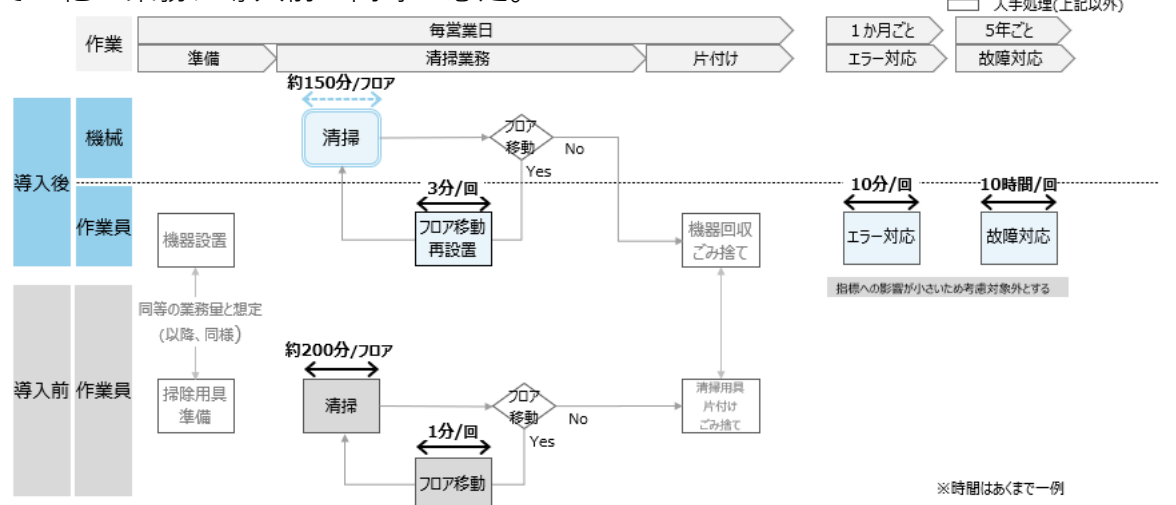 人手処理(上記以外)
作業
毎営業日
1か月ごと
5年ごと
準備
清掃業務
片付け
エラー対応
故障対応
約150分/フロア
導入後
機械
清掃
フロア
移動
No
Yes
3分/回
10分/回
10時間/回
作業員
機器設置
フロア移動
再設置
機器回収
ごみ捨て
エラー対応
故障対応
指標への影響が小さいため考慮対象外とする
同等の業務量と想定
(以降、同様)
約200分/フロア
導入前
作業員
掃除用具
準備
清掃
フロア
移動
No
Yes
清掃用具
片付け
ごみ捨て
1分/回
フロア移動
※時間はあくまで一例